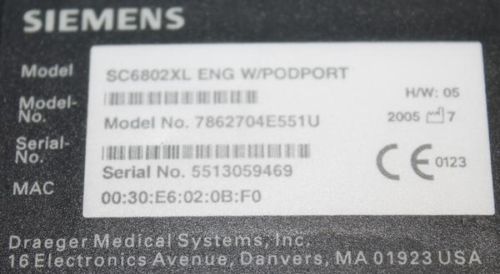 SIEMENS
Model SC6802XL ENG W/PODPORT
Model-No. Model No. 7862704E551U
H/W: 05
2005 7
Serial-No. Serial No. 5513059469
CE 0123
MAC 00:30:E6:02:0B:F0
Draeger Medical Systems, Inc.
16 Electronics Avenue, Danvers, MA 01923 USA